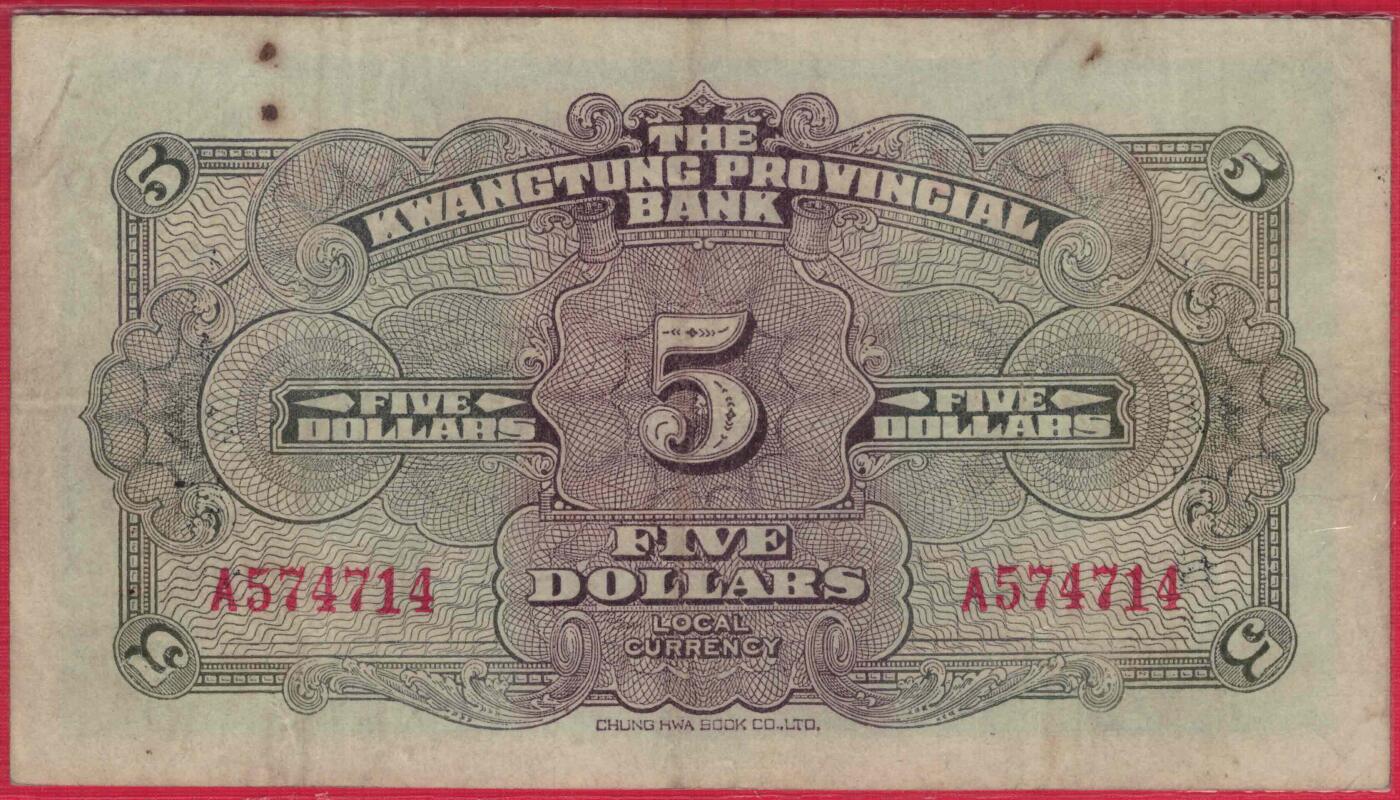 5 5
THE
KWANGTUNG PROVINCIAL
BANK
5
FIVE
DOLLARS
FIVE
DOLLARS
FIVE
DOLLARS
A574714 A574714
LOCAL
CURRENCY
5 5
CHUNG HWA BOOK CO.,LTD.